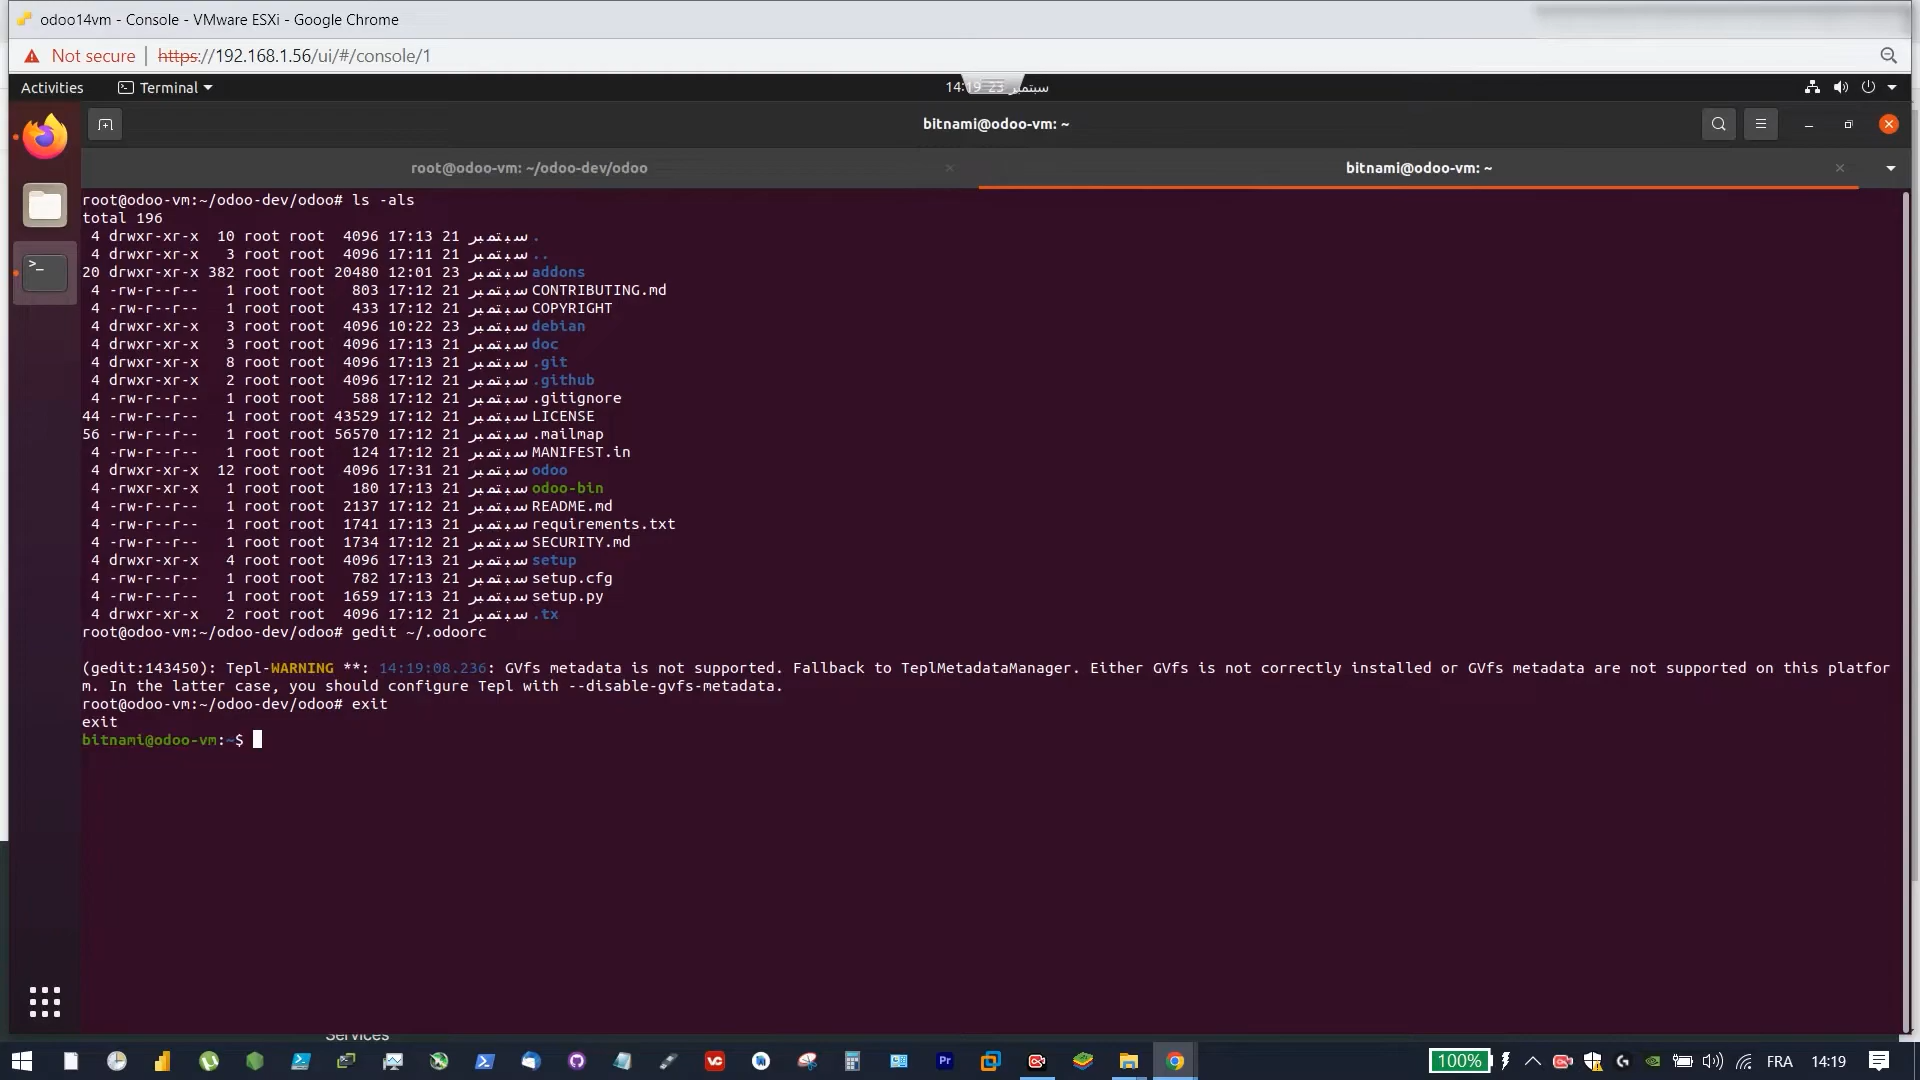 odoo14vm - Console - VMware ESXi - Google Chrome
Not secure
https://192.168.1.56/ui/#/console/1
Activities
Terminal
14:19 23 سبتمبر
bitnami@odoo-vm: ~
root@odoo-vm: ~/odoo-dev/odoo
bitnami@odoo-vm: ~
root@odoo-vm:~/odoo-dev/odoo# ls -als
total 196
4 drwxr-xr-x 10 root root 4096 17:13 21 سبتمبر .
4 drwxr-xr-x 3 root root 4096 17:11 21 سبتمبر ..
20 drwxr-xr-x 382 root root 20480 12:01 23 سبتمبر addons
4 -rw-r--r-- 1 root root 803 17:12 21 سبتمبر CONTRIBUTING.md
4 -rw-r--r-- 1 root root 433 17:12 21 سبتمبر COPYRIGHT
4 drwxr-xr-x 3 root root 4096 10:22 23 سبتمبر debian
4 drwxr-xr-x 3 root root 4096 17:13 21 سبتمبر doc
4 drwxr-xr-x 8 root root 4096 17:13 21 سبتمبر .git
4 drwxr-xr-x 2 root root 4096 17:12 21 سبتمبر .github
4 -rw-r--r-- 1 root root 588 17:12 21 سبتمبر .gitignore
44 -rw-r--r-- 1 root root 43529 17:12 21 سبتمبر LICENSE
56 -rw-r--r-- 1 root root 56570 17:12 21 سبتمبر .mailmap
4 -rw-r--r-- 1 root root 124 17:12 21 سبتمبر MANIFEST.in
4 drwxr-xr-x 12 root root 4096 17:31 21 سبتمبر odoo
4 -rwxr-xr-x 1 root root 180 17:13 21 سبتمبر odoo-bin
4 -rw-r--r-- 1 root root 2137 17:12 21 سبتمبر README.md
4 -rw-r--r-- 1 root root 1741 17:13 21 سبتمبر requirements.txt
4 -rw-r--r-- 1 root root 1734 17:12 21 سبتمبر SECURITY.md
4 drwxr-xr-x 4 root root 4096 17:13 21 سبتمبر setup
4 -rw-r--r-- 1 root root 782 17:13 21 سبتمبر setup.cfg
4 -rw-r--r-- 1 root root 1659 17:13 21 سبتمبر setup.py
4 drwxr-xr-x 2 root root 4096 17:12 21 سبتمبر .tx
root@odoo-vm:~/odoo-dev/odoo# gedit ~/.odoorc
(gedit:143450): Tepl-WARNING **: 14:19:08.236: GVfs metadata is not supported. Fallback to TeplMetadataManager. Either GVfs is not correctly installed or GVfs metadata are not supported on this platfor
m. In the latter case, you should configure Tepl with --disable-gvfs-metadata.
root@odoo-vm:~/odoo-dev/odoo# exit
exit
bitnami@odoo-vm:~$
Services
100%
FRA
14:19